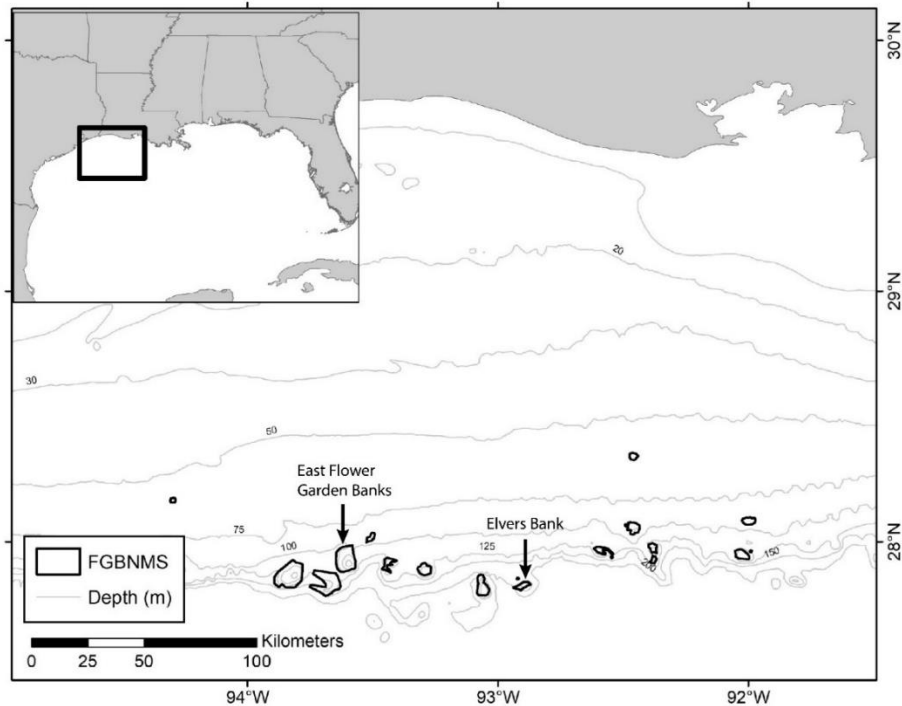 30°N
29°N
28°N
20
30
50
75
100
125
150
East Flower
Garden Banks
Elvers Bank
FGBNMS
Depth (m)
Kilometers
0 25 50 100
94°W 93°W 92°W